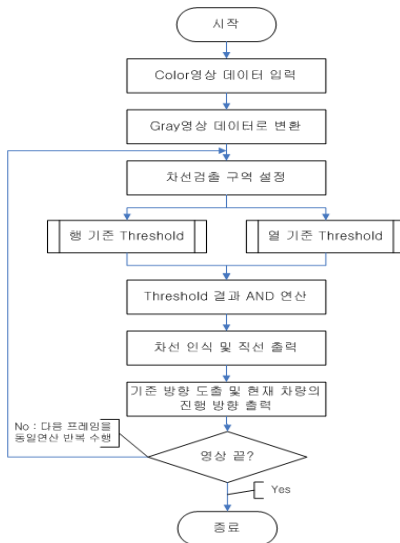 시작
Color영상 데이터 입력
Gray영상 데이터로 변환
차선검출 구역 설정
행 기준 Threshold
열 기준 Threshold
Threshold 결과 AND 연산
차선 인식 및 직선 출력
기준 방향 도출 및 현재 차량의
진행 방향 출력
No : 다음 프레임을
동일연산 반복 수행
영상 끝?
Yes
종료